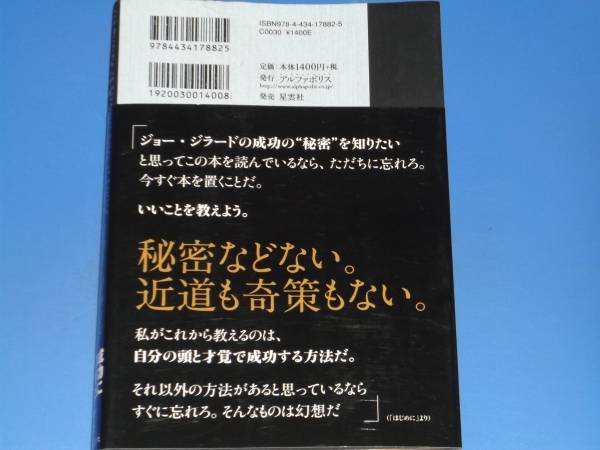 ISBN978-4-434-17882-5
C0030 ¥1400E
9784434178825
1920030014008
定価:本体1400円+税
発行 アルファポリス
http://www.alphapolis.co.jp/
発売 星雲社
「ジョー・ジラードの成功の“秘密”を知りたい
と思ってこの本を読んでいるなら、ただちに忘れろ。
今すぐ本を置くことだ。
いいことを教えよう。
秘密などない。
近道も奇策もない。
私がこれから教えるのは、
自分の頭と才覚で成功する方法だ。
それ以外の方法があると思っているなら
すぐに忘れろ。そんなものは幻想だ」
(「はじめに」より)